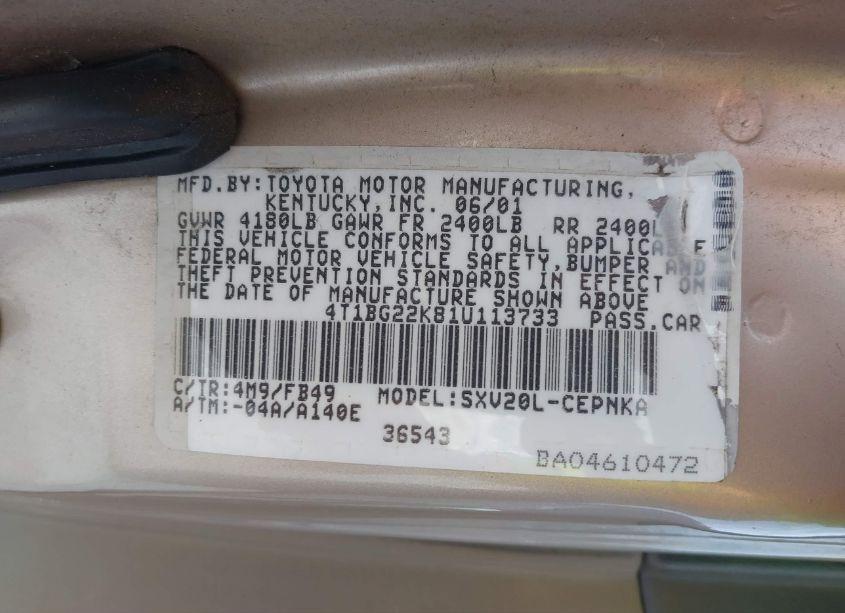 MFD.BY:TOYOTA MOTOR MANUFACTURING,
KENTUCKY,INC. 06/01
GVWR 4180LB GAWR FR 2400LB RR 2400L
THIS VEHICLE CONFORMS TO ALL APPLICABLE
FEDERAL MOTOR VEHICLE SAFETY,BUMPER AND
THEFT PREVENTION STANDARDS IN EFFECT ON
THE DATE OF MANUFACTURE SHOWN ABOVE
4T1BG22K81U113733 PASS.CAR
C/TR:4M9/FB49 MODEL:SXV20L-CEPNKA
A/TM:-04A/A140E
36543
BA04610472